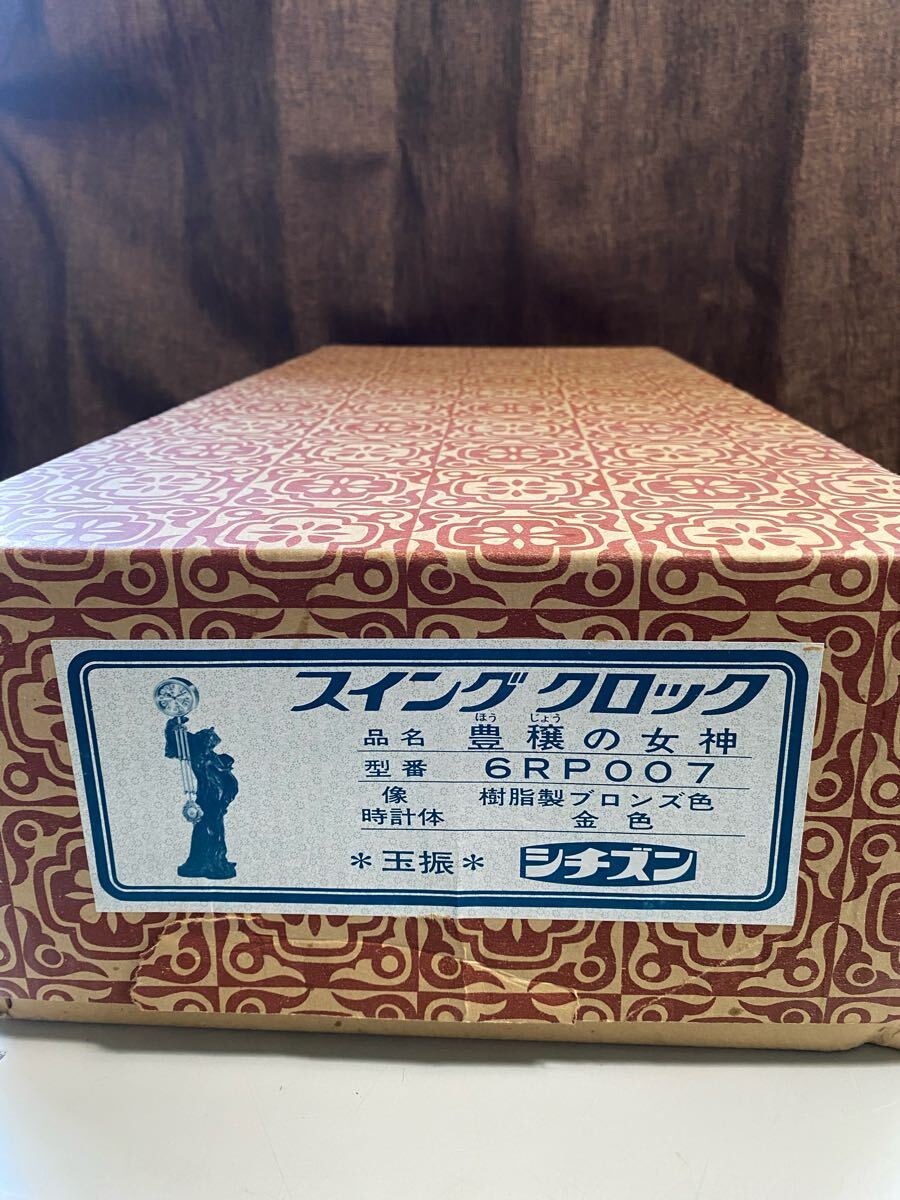 スイング クロック
ほう じょう
品名 豊穣の女神
型番 6RP007
像 樹脂製ブロンズ色
時計体 金色
＊玉振＊ シチズン